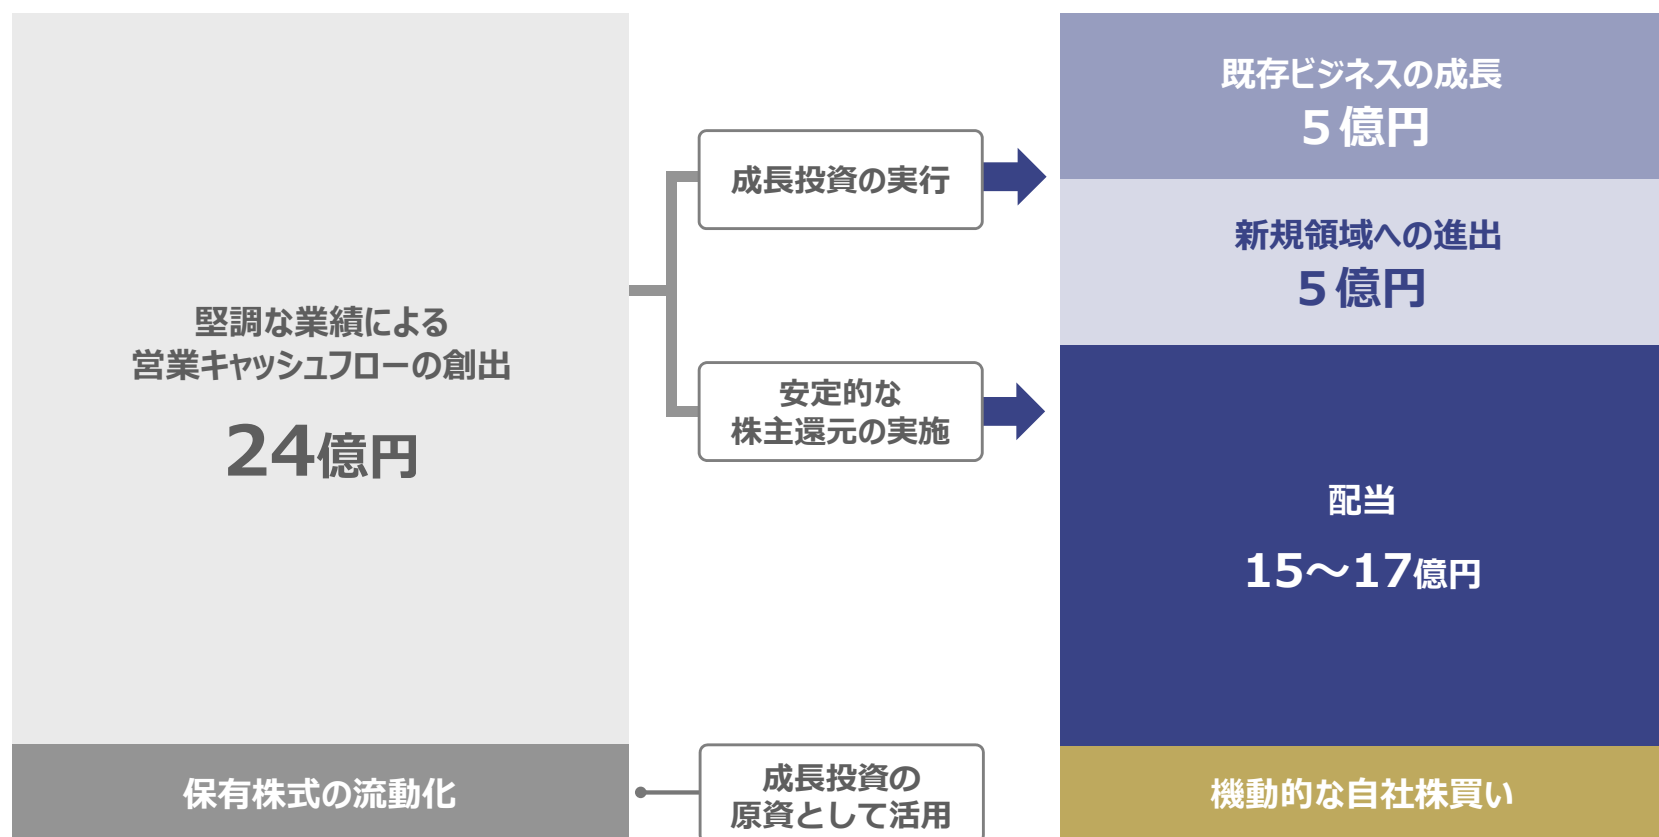 堅調な業績による
営業キャッシュフローの創出
24億円
保有株式の流動化
成長投資の実行
安定的な
株主還元の実施
成長投資の
原資として活用
既存ビジネスの成長
5億円
新規領域への進出
5億円
配当
15～17億円
機動的な自社株買い